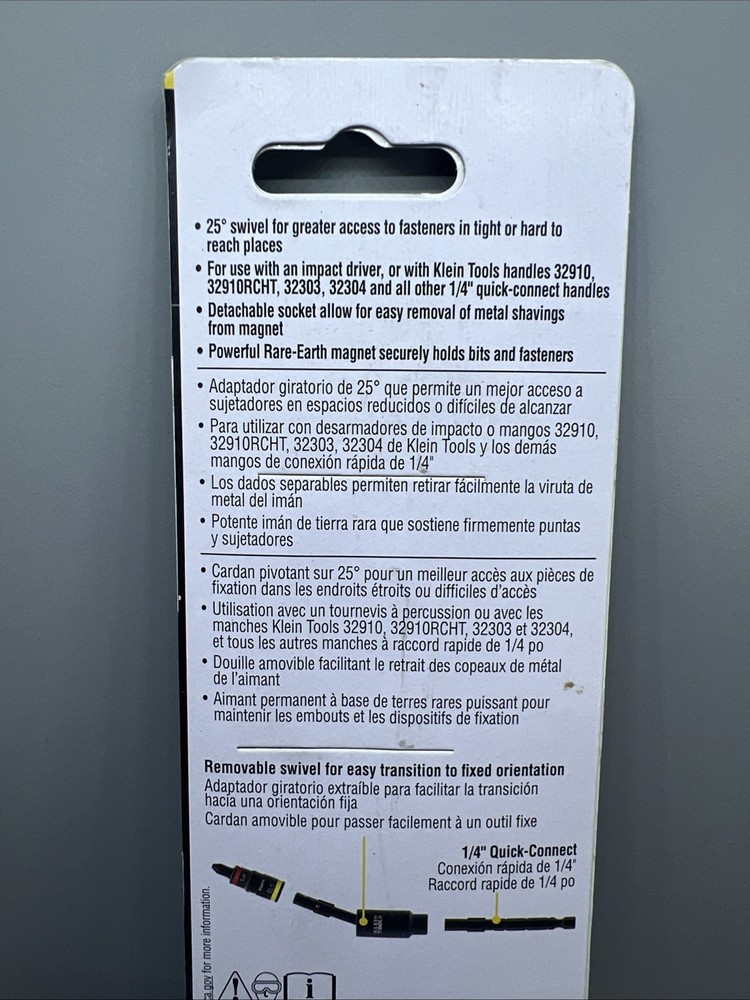 • 25° swivel for greater access to fasteners in tight or hard to
reach places
• For use with an impact driver, or with Klein Tools handles 32910,
32910RCHT, 32303, 32304 and all other 1/4" quick-connect handles
• Detachable socket allow for easy removal of metal shavings
from magnet
• Powerful Rare-Earth magnet securely holds bits and fasteners
• Adaptador giratorio de 25° que permite un mejor acceso a
sujetadores en espacios reducidos o difíciles de alcanzar
• Para utilizar con desarmadores de impacto o mangos 32910,
32910RCHT, 32303, 32304 de Klein Tools y los demás
mangos de conexión rápida de 1/4"
• Los dados separables permiten retirar fácilmente la viruta de
metal del imán
• Potente imán de tierra rara que sostiene firmemente puntas
y sujetadores
• Cardan pivotant sur 25° pour un meilleur accès aux pièces de
fixation dans les endroits étroits ou difficiles d'accès
• Utilisation avec un tournevis à percussion ou avec les
manches Klein Tools 32910, 32910RCHT, 32303 et 32304,
et tous les autres manches à raccord rapide de 1/4 po
• Douille amovible facilitant le retrait des copeaux de métal
de l'aimant
• Aimant permanent à base de terres rares puissant pour
maintenir les embouts et les dispositifs de fixation
Removable swivel for easy transition to fixed orientation
Adaptador giratorio extraíble para facilitar la transición
hacia una orientación fija
Cardan amovible pour passer facilement à un outil fixe
1/4" Quick-Connect
Conexión rápida de 1/4"
Raccord rapide de 1/4 po
KLEIN
TOOLS
ca.gov for more information.